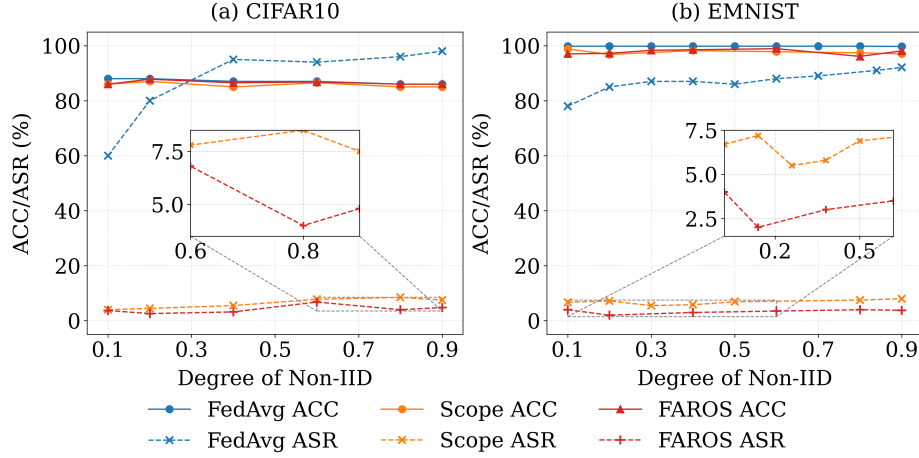 (a) CIFAR10
(b) EMNIST
ACC/ASR (%)
100
80
60
40
20
0
7.5
5.0
0.6
0.8
0.1
0.3
0.5
0.7
0.9
Degree of Non-IID
ACC/ASR (%)
100
80
60
40
20
0
7.5
5.0
2.5
0.2
0.5
0.1
0.3
0.5
0.7
0.9
Degree of Non-IID
FedAvg ACC
Scope ACC
FAROS ACC
FedAvg ASR
Scope ASR
FAROS ASR